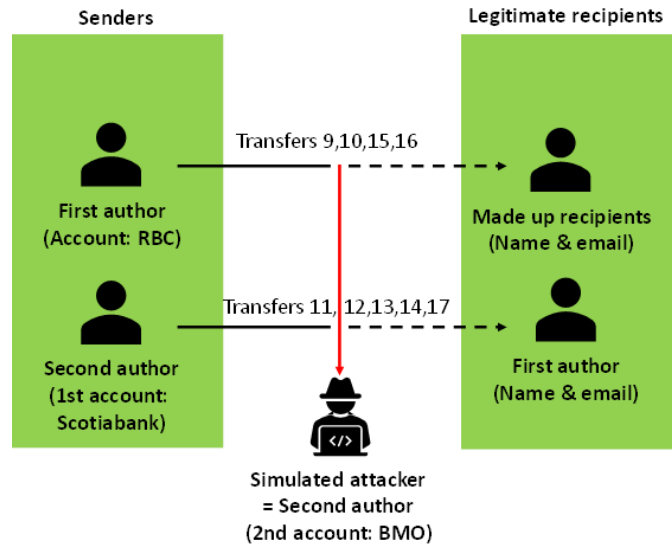 Senders
Legitimate recipients
Transfers 9,10,15,16
First author
(Account: RBC)
Made up recipients
(Name & email)
Transfers 11, 12,13,14,17
Second author
(1st account:
Scotiabank)
First author
(Name & email)
</>
Simulated attacker
= Second author
(2nd account: BMO)